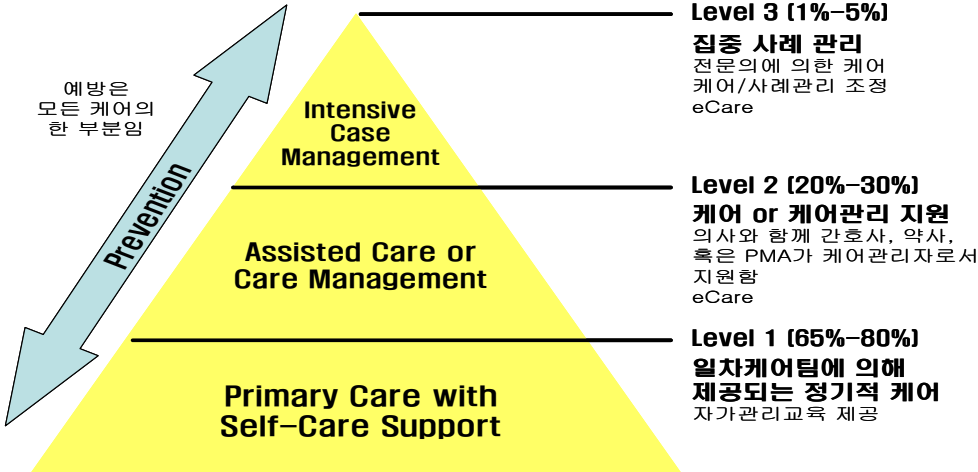 예방은
모든 케어의
한 부분임
Prevention
Intensive
Case
Management
Assisted Care or
Care Management
Primary Care with
Self-Care Support
Level 3 (1%-5%)
집중 사례 관리
전문의에 의한 케어
케어/사례관리 조정
eCare
Level 2 (20%-30%)
케어 or 케어관리 지원
의사와 함께 간호사, 약사,
혹은 PMA가 케어관리자로서
지원함
eCare
Level 1 (65%-80%)
일차케어팀에 의해
제공되는 정기적 케어
자가관리교육 제공